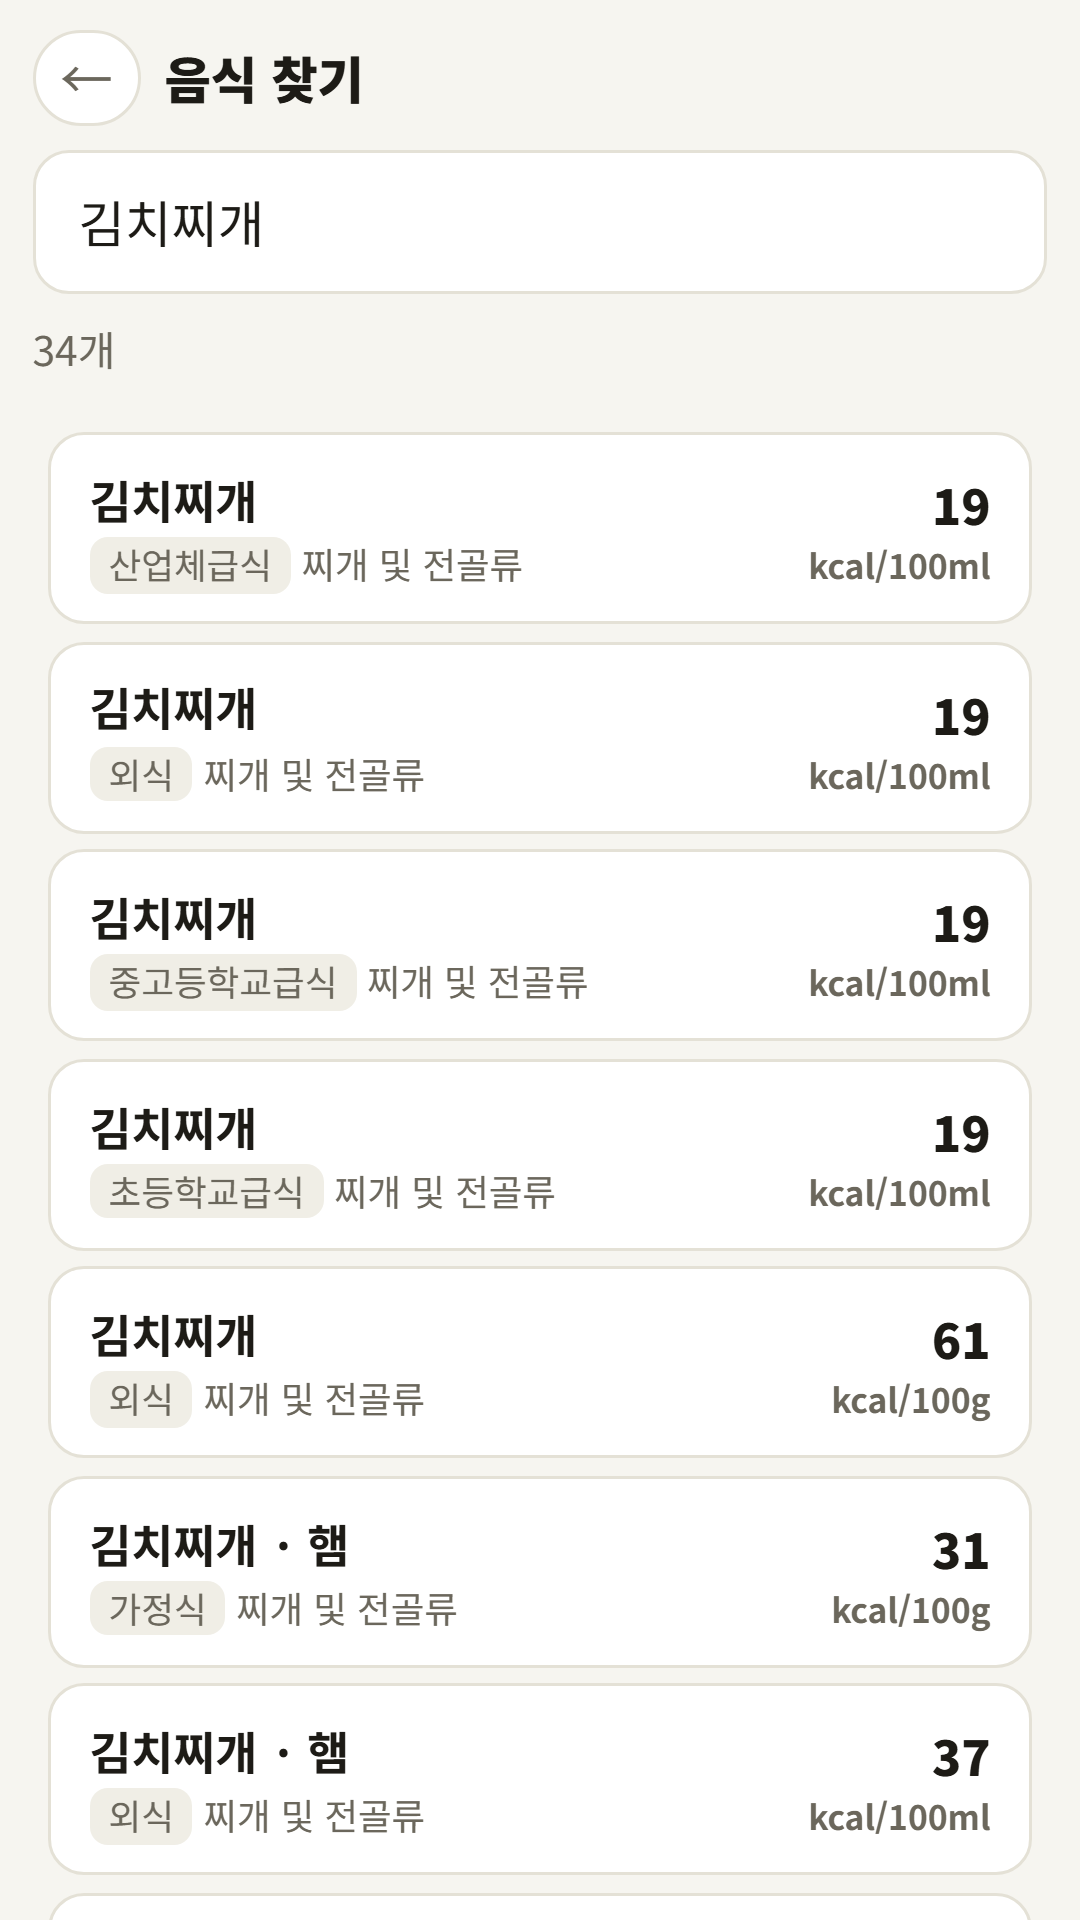 ← 음식 찾기
김치찌개
34개
김치찌개
19
산업체급식 찌개 및 전골류
kcal/100ml
김치찌개
19
외식 찌개 및 전골류
kcal/100ml
김치찌개
19
중고등학교급식 찌개 및 전골류
kcal/100ml
김치찌개
19
초등학교급식 찌개 및 전골류
kcal/100ml
김치찌개
61
외식 찌개 및 전골류
kcal/100g
김치찌개 · 햄
31
가정식 찌개 및 전골류
kcal/100g
김치찌개 · 햄
37
외식 찌개 및 전골류
kcal/100ml